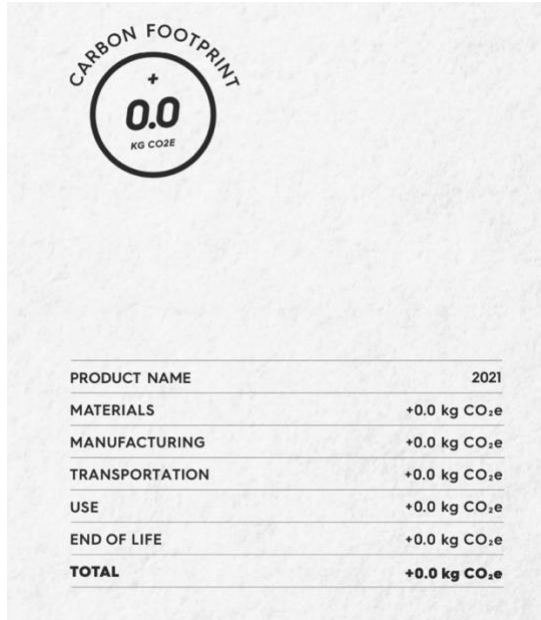 CARBON FOOTPRINT
+
0.0
KG CO2E
PRODUCT NAME 2021
MATERIALS +0.0 kg CO₂e
MANUFACTURING +0.0 kg CO₂e
TRANSPORTATION +0.0 kg CO₂e
USE +0.0 kg CO₂e
END OF LIFE +0.0 kg CO₂e
TOTAL +0.0 kg CO₂e